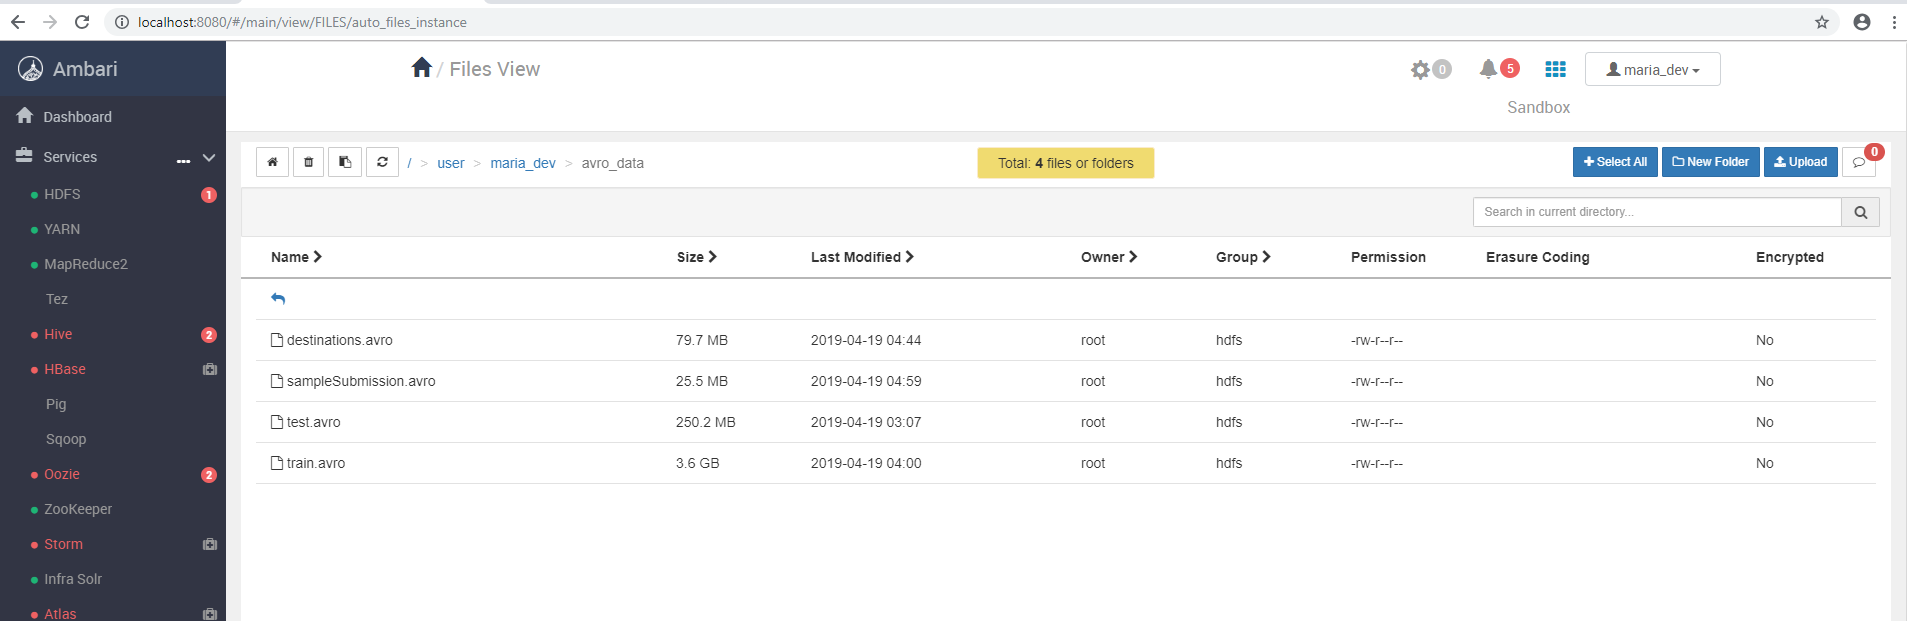 localhost:8080/#/main/view/FILES/auto_files_instance
Ambari
/ Files View
0
5
maria_dev
Sandbox
Dashboard
Services
HDFS 1
YARN
MapReduce2
Tez
Hive 2
HBase
Pig
Sqoop
Oozie 2
ZooKeeper
Storm
Infra Solr
Atlas
/ > user > maria_dev > avro_data
Total: 4 files or folders
Select All
New Folder
Upload
0
Search in current directory...
Name Size Last Modified Owner Group Permission Erasure Coding Encrypted
destinations.avro 79.7 MB 2019-04-19 04:44 root hdfs -rw-r--r-- No
sampleSubmission.avro 25.5 MB 2019-04-19 04:59 root hdfs -rw-r--r-- No
test.avro 250.2 MB 2019-04-19 03:07 root hdfs -rw-r--r-- No
train.avro 3.6 GB 2019-04-19 04:00 root hdfs -rw-r--r-- No